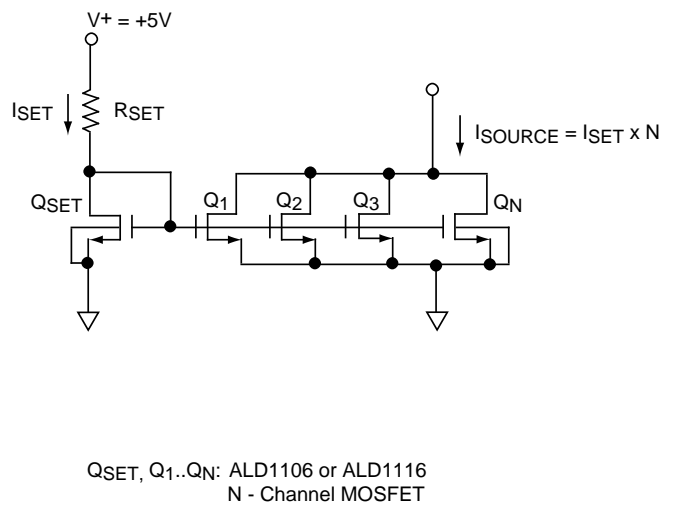 V+ = +5V
ISET
RSET
ISOURCE = ISET x N
QSET
Q1
Q2
Q3
QN
QSET, Q1..QN: ALD1106 or ALD1116
N - Channel MOSFET